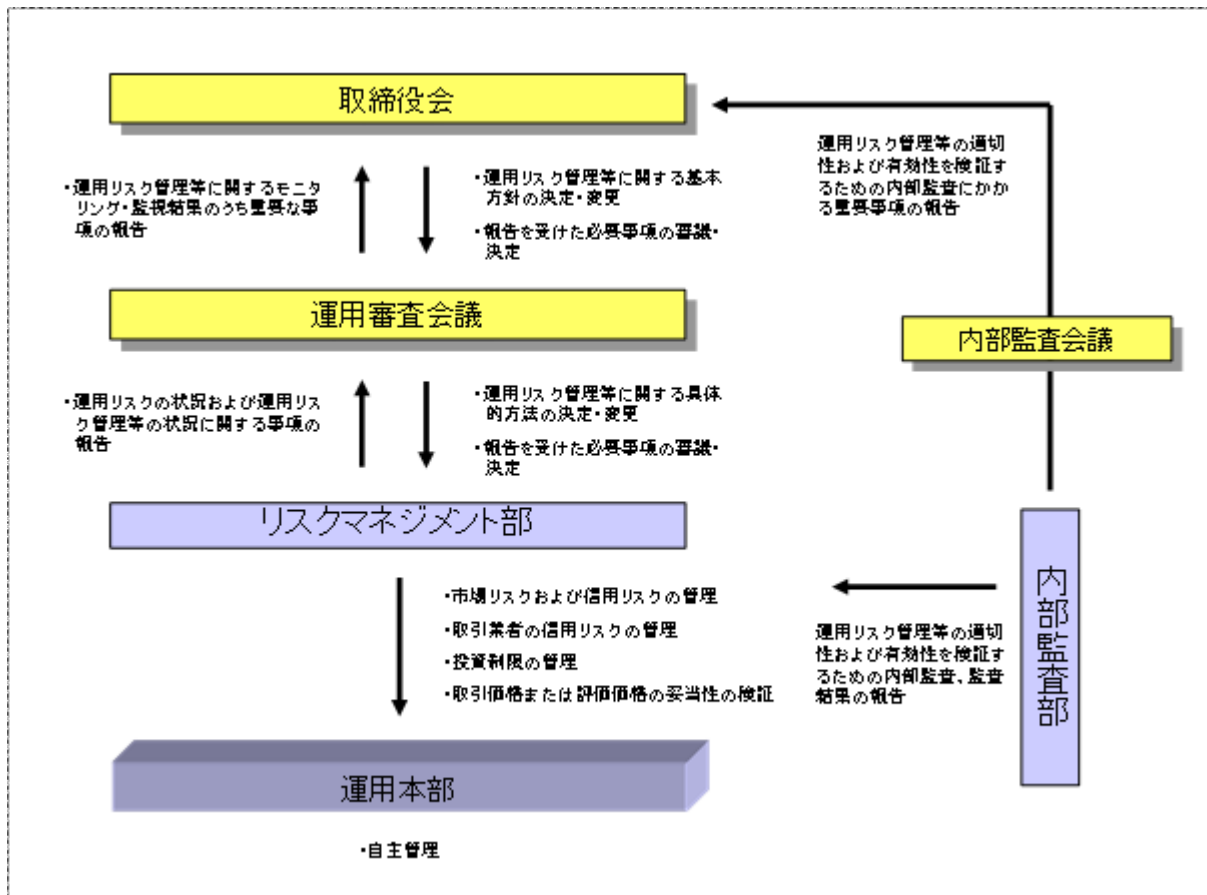 取締役会
・運用リスク管理等に関するモニ
タリング・監視結果のうち重要な事
項の報告
・運用リスク管理等に関する基本
方針の決定・変更
・報告を受けた必要事項の審議・
決定
運用リスク管理等の適切
性および有効性を検証す
るための内部監査にかか
る重要事項の報告
運用審査会議
内部監査会議
・運用リスクの状況および運用リス
ク管理等の状況に関する事項の
報告
・運用リスク管理等に関する具体
的方法の決定・変更
・報告を受けた必要事項の審議・
決定
リスクマネジメント部
・市場リスクおよび信用リスクの管理
・取引業者の信用リスクの管理
・投資制限の管理
・取引価格または評価価格の妥当性の検証
運用リスク管理等の適切
性および有効性を検証す
るための内部監査、監査
結果の報告
内部監査部
運用本部
・自主管理